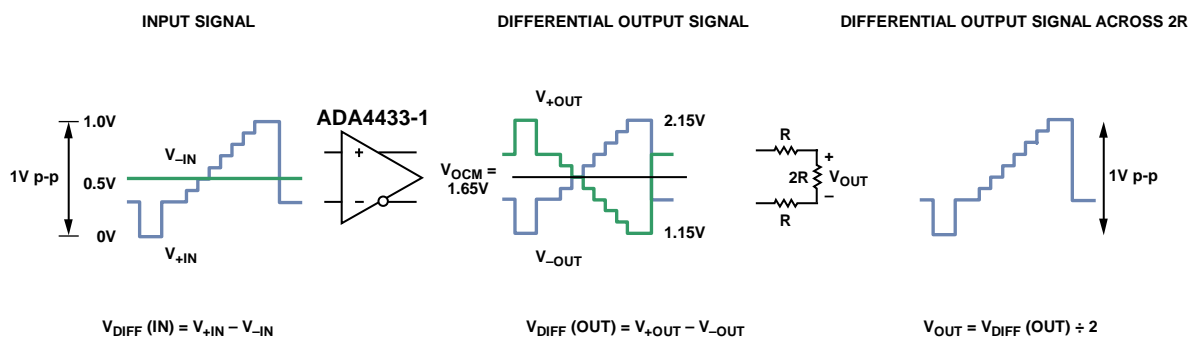 INPUT SIGNAL
DIFFERENTIAL OUTPUT SIGNAL
DIFFERENTIAL OUTPUT SIGNAL ACROSS 2R
1.0V
V–IN
1V p-p
0.5V
0V
V+IN
ADA4433-1
+
–
V+OUT
2.15V
VOCM =
1.65V
1.15V
V–OUT
R
+
2R
VOUT
–
R
1V p-p
VDIFF (IN) = V+IN – V–IN
VDIFF (OUT) = V+OUT – V–OUT
VOUT = VDIFF (OUT) ÷ 2